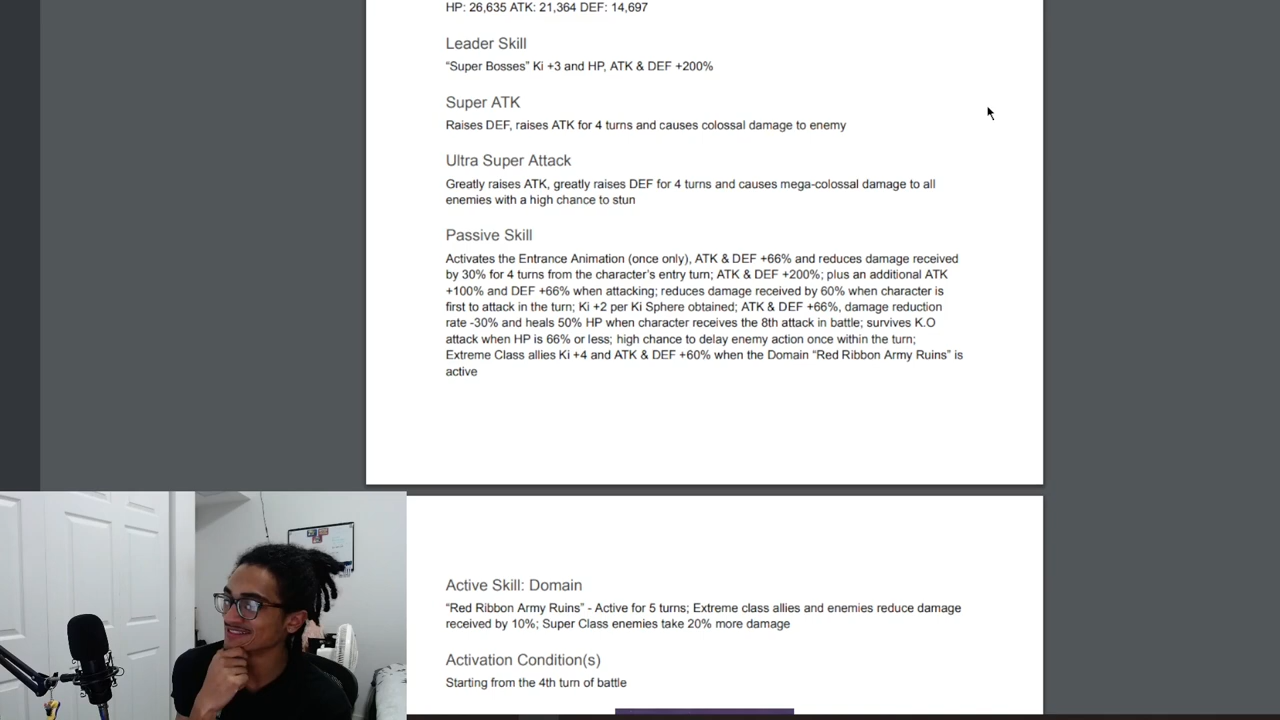 HP: 26,635 ATK: 21,364 DEF: 14,697
Leader Skill
“Super Bosses” Ki +3 and HP, ATK & DEF +200%
Super ATK
Raises DEF, raises ATK for 4 turns and causes colossal damage to enemy
Ultra Super Attack
Greatly raises ATK, greatly raises DEF for 4 turns and causes mega-colossal damage to all
enemies with a high chance to stun
Passive Skill
Activates the Entrance Animation (once only), ATK & DEF +66% and reduces damage received
by 30% for 4 turns from the character’s entry turn; ATK & DEF +200%; plus an additional ATK
+100% and DEF +66% when attacking; reduces damage received by 60% when character is
first to attack in the turn; Ki +2 per Ki Sphere obtained; ATK & DEF +66%, damage reduction
rate -30% and heals 50% HP when character receives the 8th attack in battle; survives K.O
attack when HP is 66% or less; high chance to delay enemy action once within the turn;
Extreme Class allies Ki +4 and ATK & DEF +60% when the Domain “Red Ribbon Army Ruins” is
active
Active Skill: Domain
“Red Ribbon Army Ruins” - Active for 5 turns; Extreme class allies and enemies reduce damage
received by 10%; Super Class enemies take 20% more damage
Activation Condition(s)
Starting from the 4th turn of battle